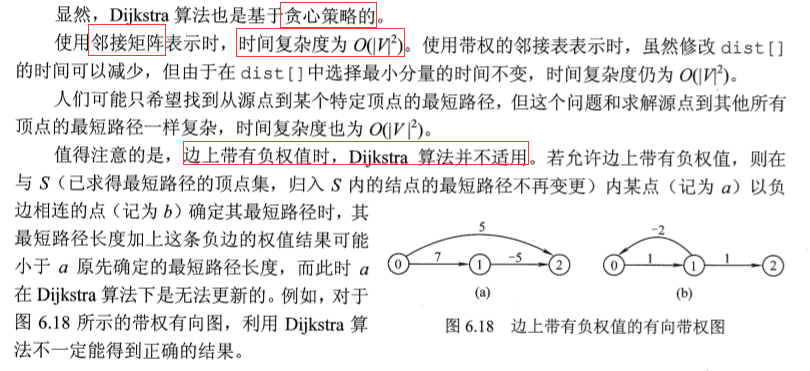 显然，Dijkstra 算法也是基于贪心策略的。
使用邻接矩阵表示时，时间复杂度为 O(|V|²)。使用带权的邻接表表示时，虽然修改 dist[]
的时间可以减少，但由于在 dist[]中选择最小分量的时间不变，时间复杂度仍为 O(|V|²)。
人们可能只希望找到从源点到某个特定顶点的最短路径，但这个问题和求解源点到其他所有
顶点的最短路径一样复杂，时间复杂度也为 O(|V|²)。
值得注意的是，边上带有负权值时，Dijkstra 算法并不适用。若允许边上带有负权值，则在
与 S（已求得最短路径的顶点集，归入 S 内的结点的最短路径不再变更）内某点（记为 a）以负
边相连的点（记为 b）确定其最短路径时，其
最短路径长度加上这条负边的权值结果可能
小于 a 原先确定的最短路径长度，而此时 a
在 Dijkstra 算法下是无法更新的。例如，对于
图 6.18 所示的带权有向图，利用 Dijkstra 算
法不一定能得到正确的结果。
5
0 7 1 -5 2
(a)
-2
0 1 1 1 2
(b)
图 6.18 边上带有负权值的有向带权图